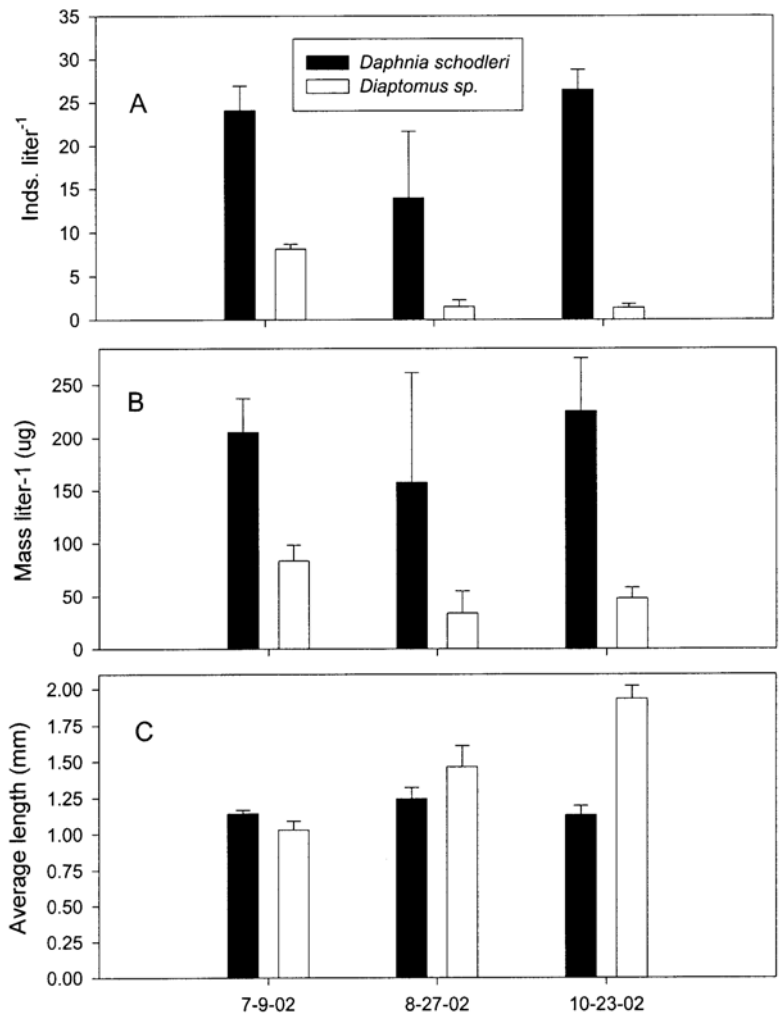 35
30
25
20
15
10
5
0
Inds. liter-1
A
Daphnia schodleri
Diaptomus sp.
250
200
150
100
50
0
Mass liter-1 (ug)
B
2.00
1.75
1.50
1.25
1.00
0.75
0.50
0.25
0.00
Average length (mm)
C
7-9-02 8-27-02 10-23-02